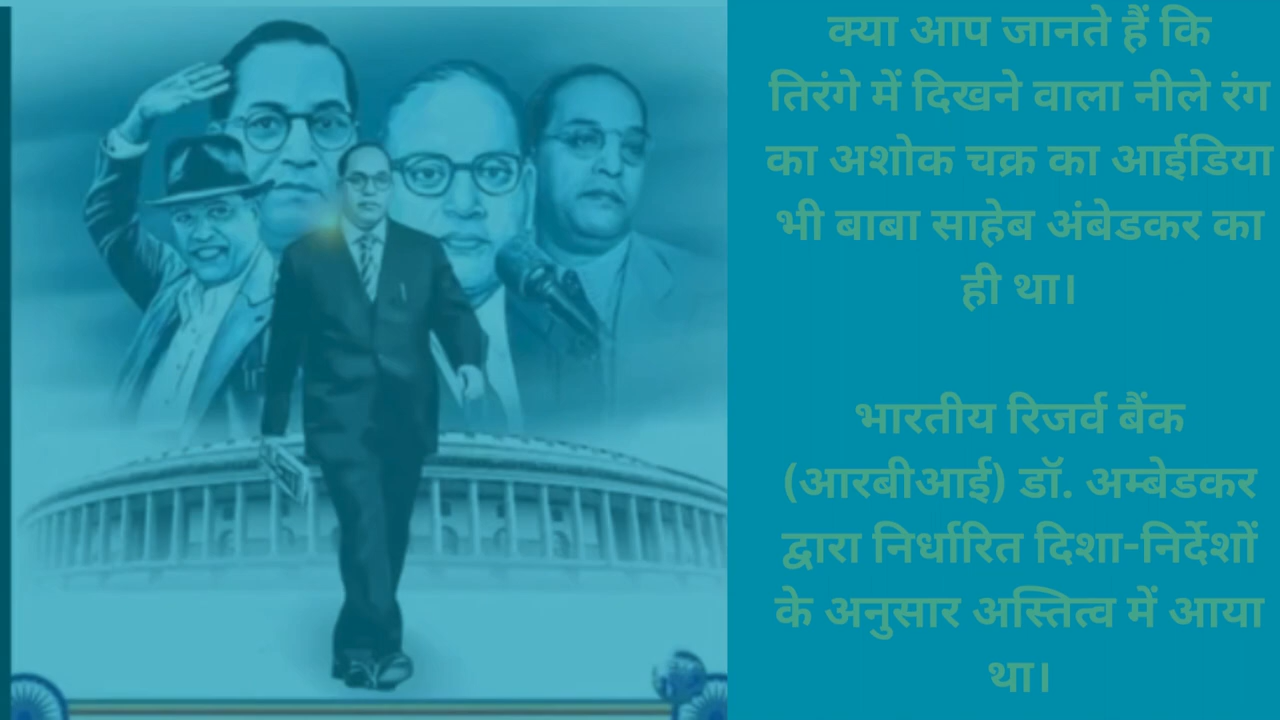 क्या आप जानते हैं कि
तिरंगे में दिखने वाला नीले रंग
का अशोक चक्र का आईडिया
भी बाबा साहेब अंबेडकर का
ही था।
भारतीय रिजर्व बैंक
(आरबीआई) डॉ. अम्बेडकर
द्वारा निर्धारित दिशा-निर्देशों
के अनुसार अस्तित्व में आया
था।